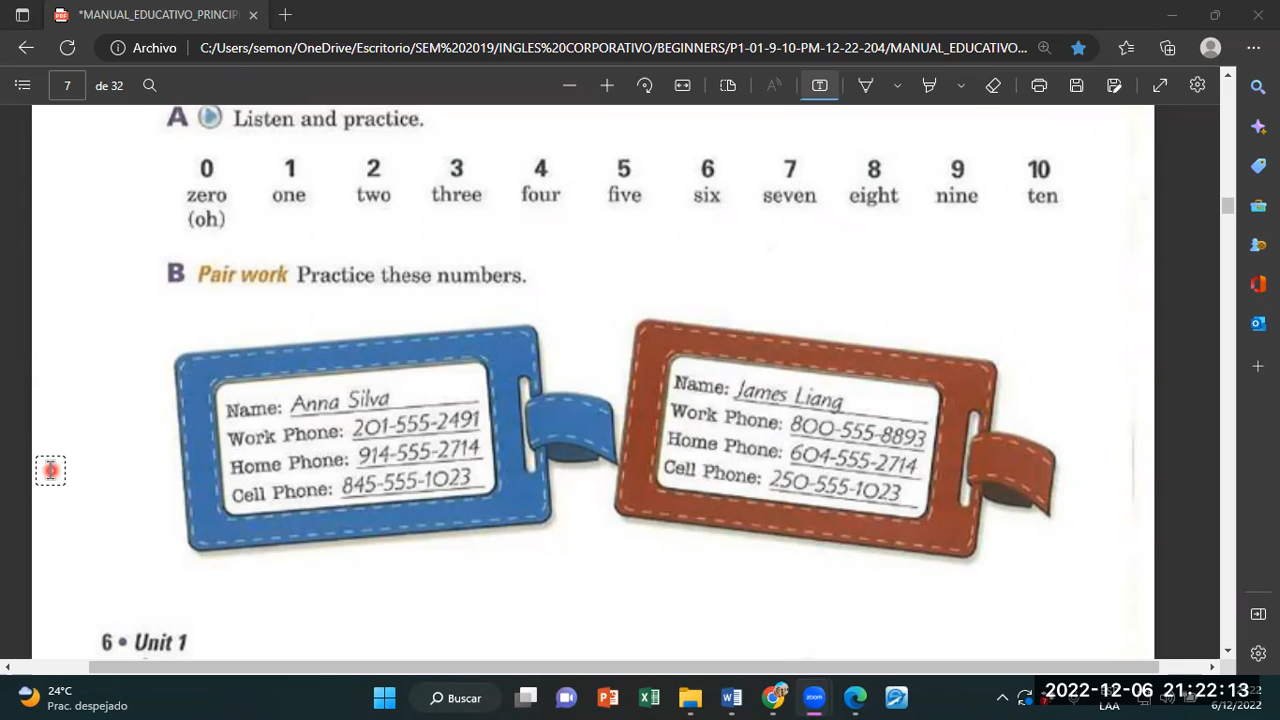 *MANUAL_EDUCATIVO_PRINCIP
Archivo C:/Users/semon/OneDrive/Escritorio/SEM%202019/INGLES%20CORPORATIVO/BEGINNERS/P1-01-9-10-PM-12-22-204/MANUAL_EDUCATIVO...
7 de 32
A Listen and practice.
0 1 2 3 4 5 6 7 8 9 10
zero one two three four five six seven eight nine ten
(oh)
B Pair work Practice these numbers.
Name: Anna Silva
Work Phone: 201-555-2491
Home Phone: 914-555-2714
Cell Phone: 845-555-1023
Name: James Liang
Work Phone: 800-555-8893
Home Phone: 604-555-2714
Cell Phone: 250-555-1023
6 • Unit 1
24°C
Prac. despejado
Buscar
2022-12-06 21:22:13
LAA 6/12/2022